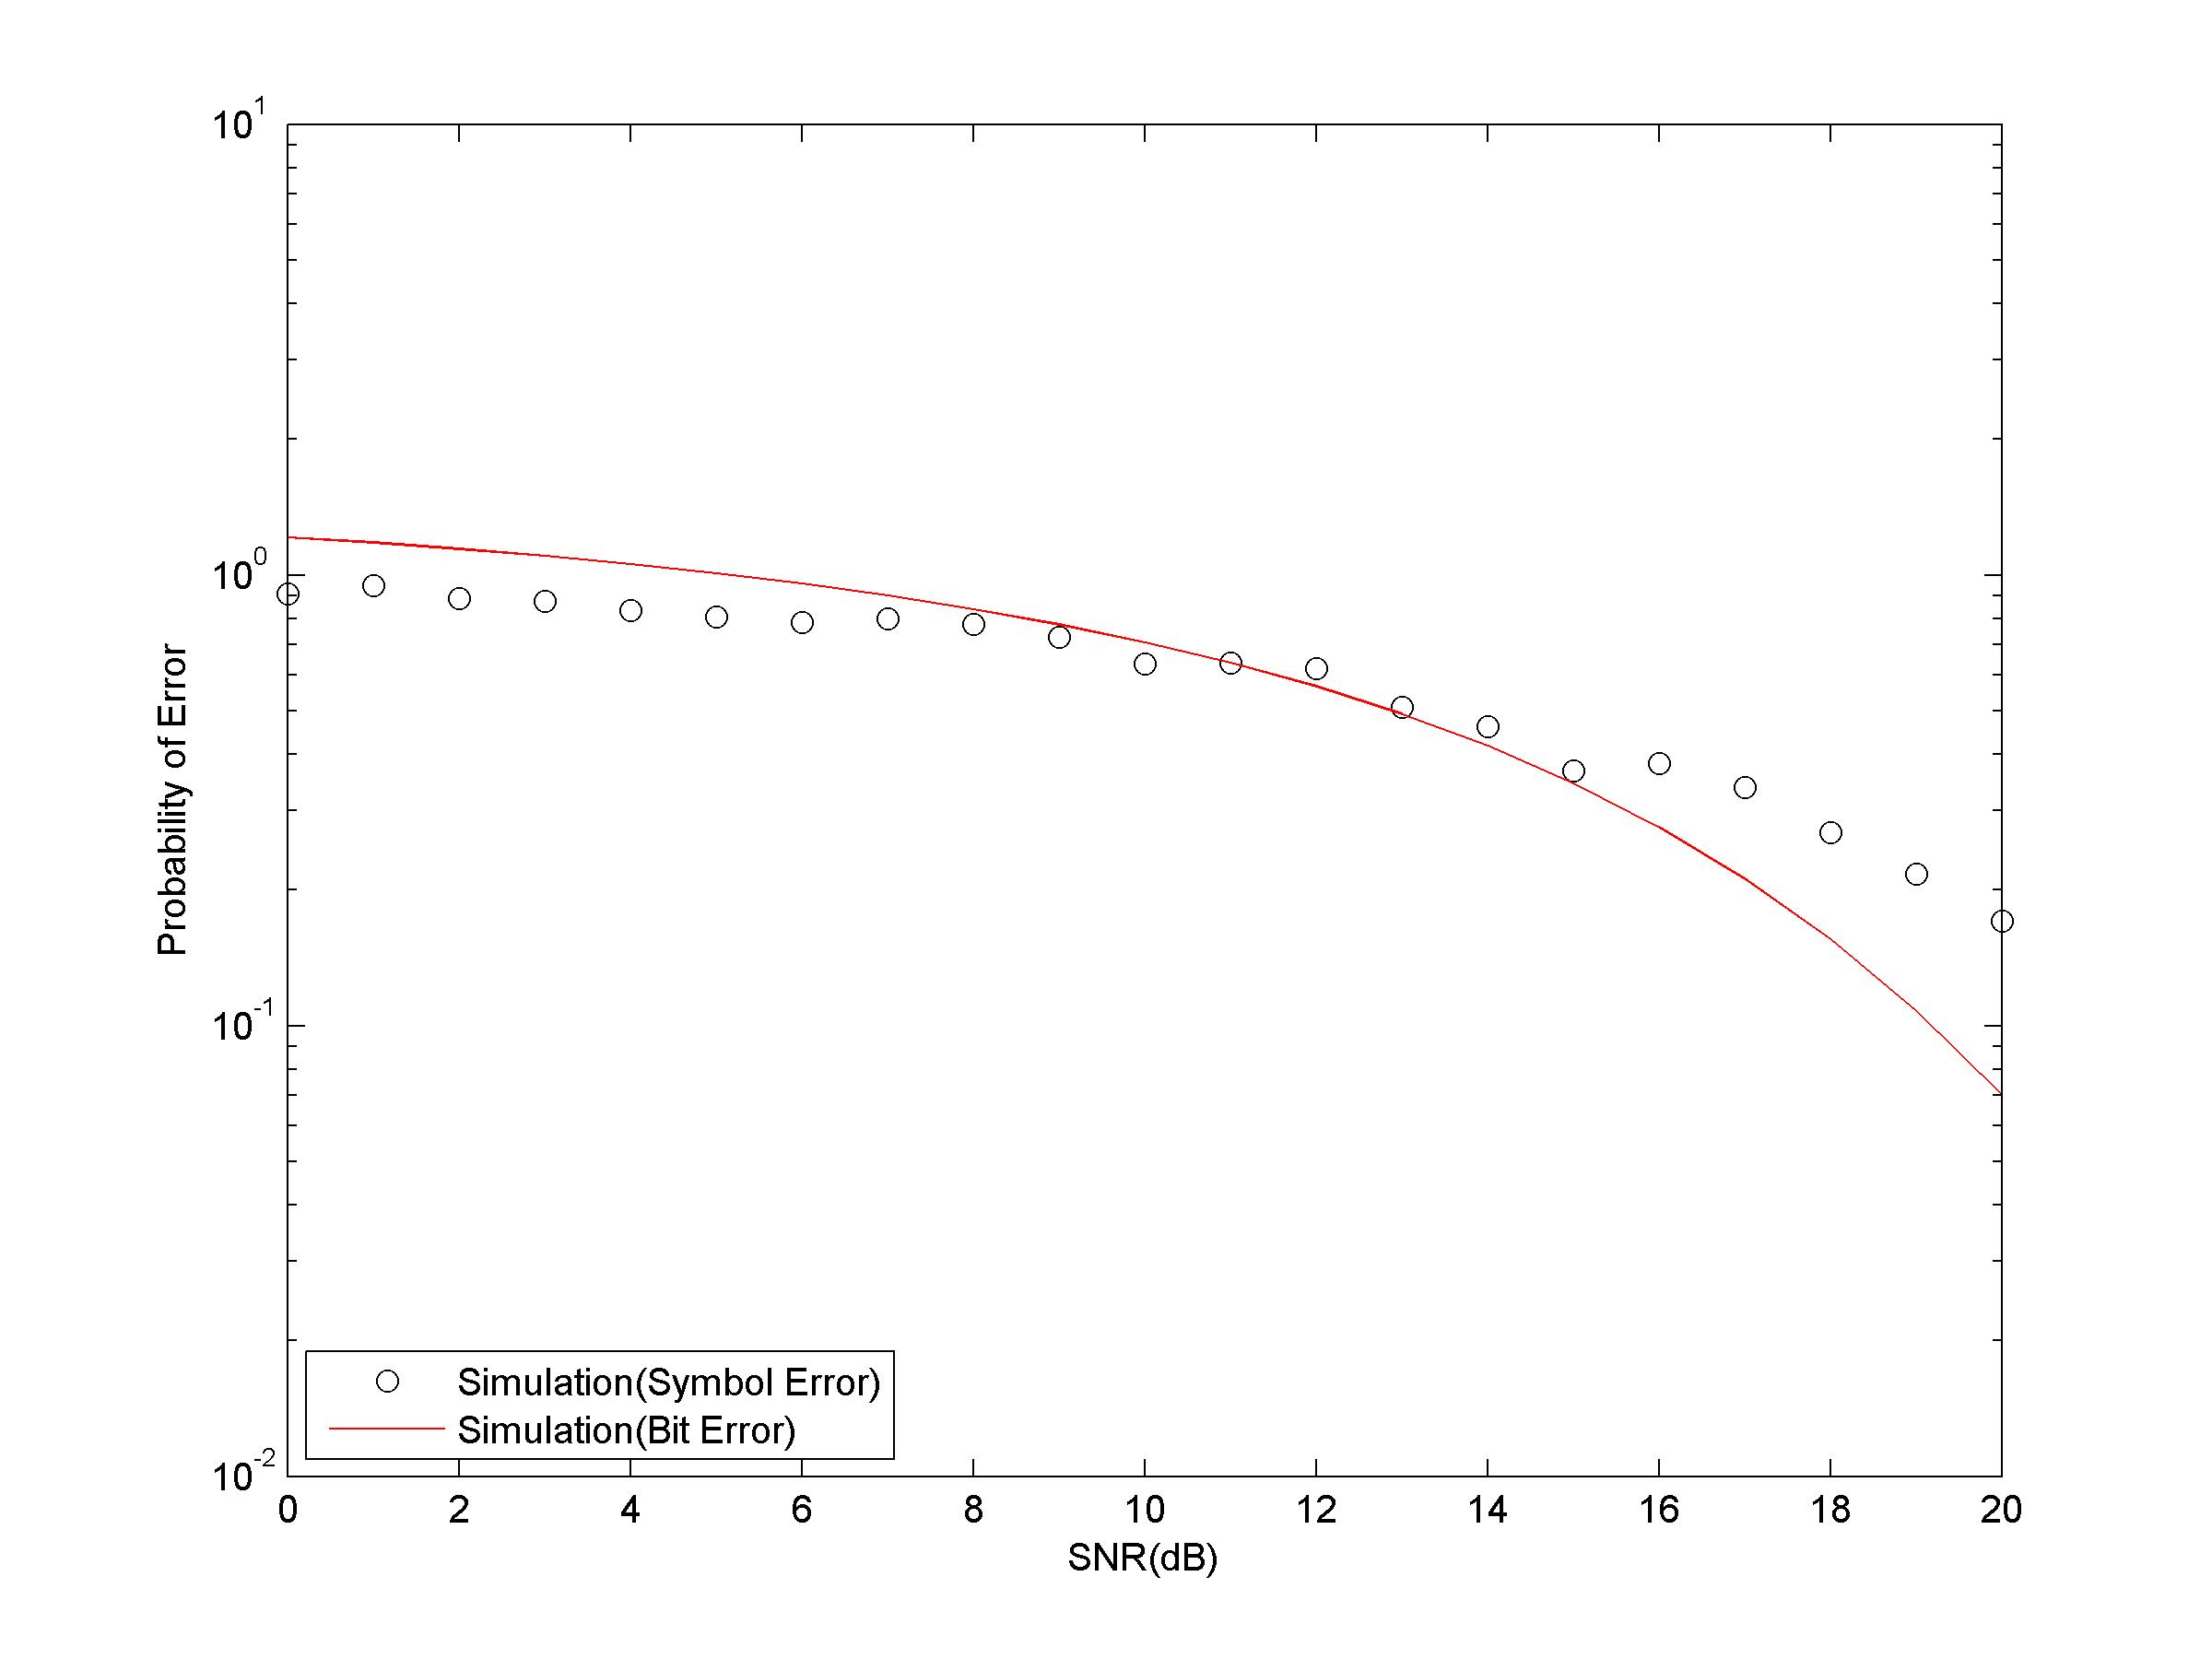 10^1
10^0
10^-1
10^-2
Probability of Error
Simulation(Symbol Error)
Simulation(Bit Error)
0 2 4 6 8 10 12 14 16 18 20
SNR(dB)